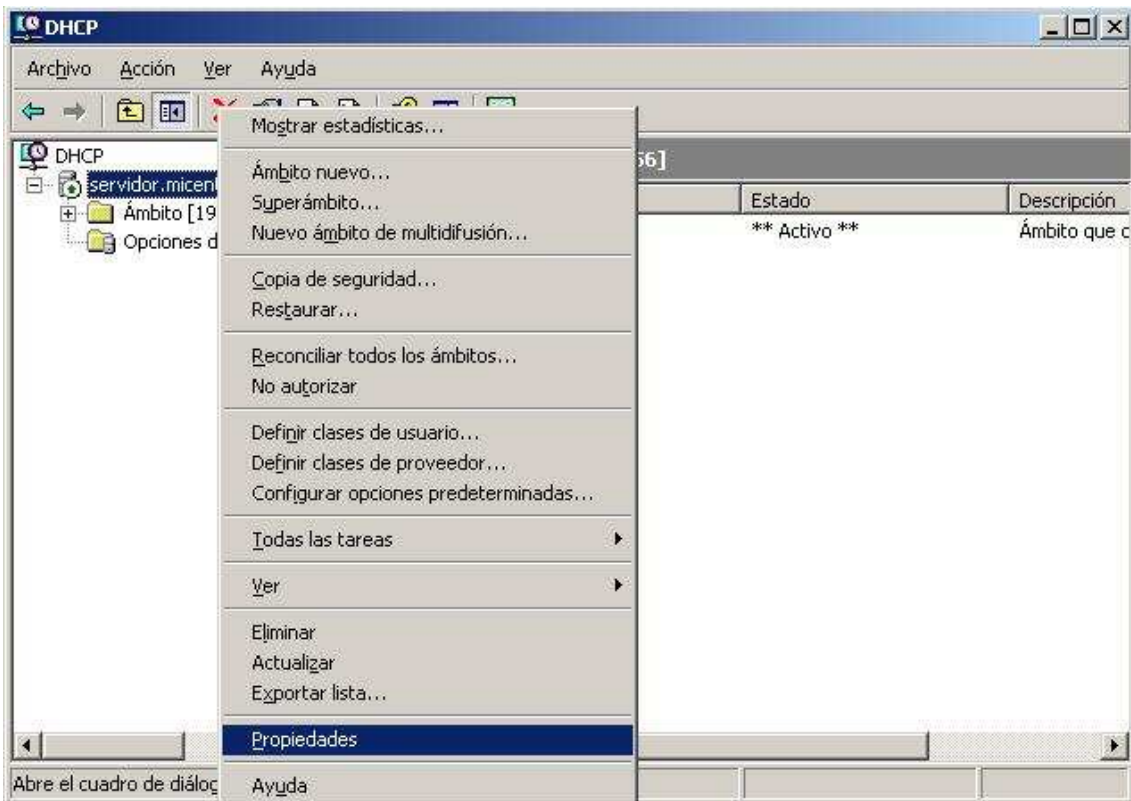 DHCP
Archivo Acción Ver Ayuda
DHCP
servidor.micen
Ámbito [19
Opciones d
56]
Estado Descripción
** Activo ** Ámbito que c
Mostrar estadísticas...
Ámbito nuevo...
Superámbito...
Nuevo ámbito de multidifusión...
Copia de seguridad...
Restaurar...
Reconciliar todos los ámbitos...
No autorizar
Definir clases de usuario...
Definir clases de proveedor...
Configurar opciones predeterminadas...
Todas las tareas
Ver
Eliminar
Actualizar
Exportar lista...
Propiedades
Ayuda
Abre el cuadro de diálog